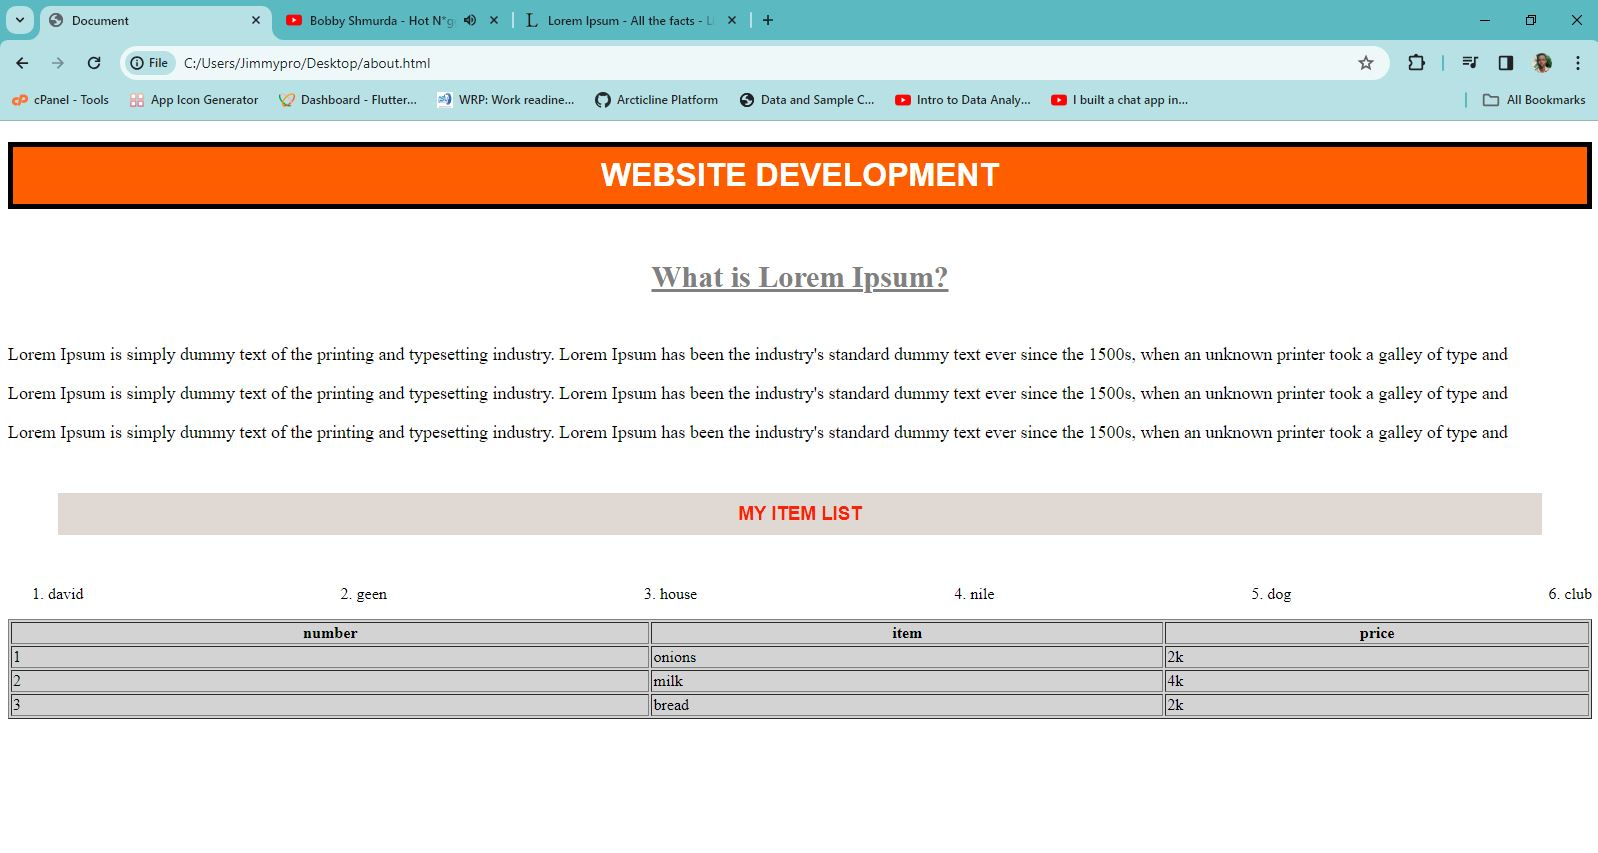 Document
Bobby Shmurda - Hot N*g
Lorem Ipsum - All the facts - Li
File
C:/Users/Jimmypro/Desktop/about.html
cPanel - Tools
App Icon Generator
Dashboard - Flutter...
WRP: Work readine...
Arcticline Platform
Data and Sample C...
Intro to Data Analy...
I built a chat app in...
All Bookmarks
WEBSITE DEVELOPMENT
What is Lorem Ipsum?
Lorem Ipsum is simply dummy text of the printing and typesetting industry. Lorem Ipsum has been the industry's standard dummy text ever since the 1500s, when an unknown printer took a galley of type and
Lorem Ipsum is simply dummy text of the printing and typesetting industry. Lorem Ipsum has been the industry's standard dummy text ever since the 1500s, when an unknown printer took a galley of type and
Lorem Ipsum is simply dummy text of the printing and typesetting industry. Lorem Ipsum has been the industry's standard dummy text ever since the 1500s, when an unknown printer took a galley of type and
MY ITEM LIST
1. david 2. geen 3. house 4. nile 5. dog 6. club
number item price
1 onions 2k
2 milk 4k
3 bread 2k